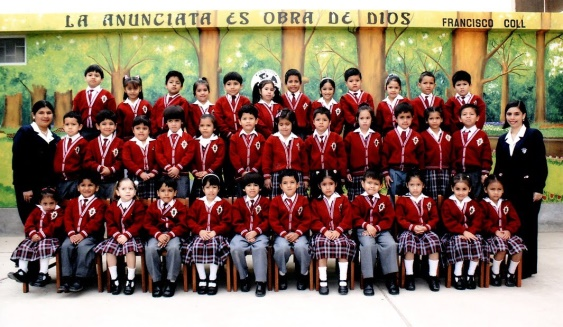 LA ANUNCIATA ES OBRA DE DIOS FRANCISCO COLL